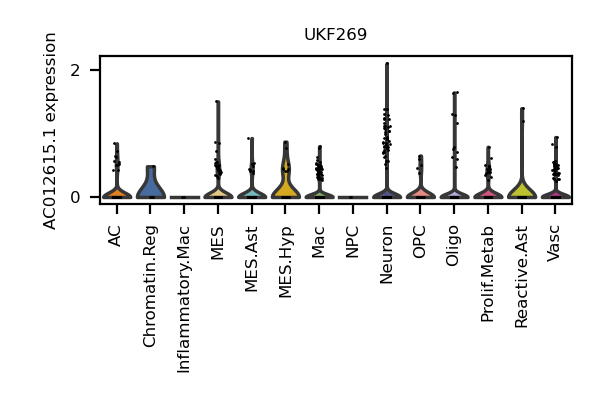 UKF269
AC012615.1 expression
2
0
AC
Chromatin.Reg
Inflammatory.Mac
MES
MES.Ast
MES.Hyp
Mac
NPC
Neuron
OPC
Oligo
Prolif.Metab
Reactive.Ast
Vasc